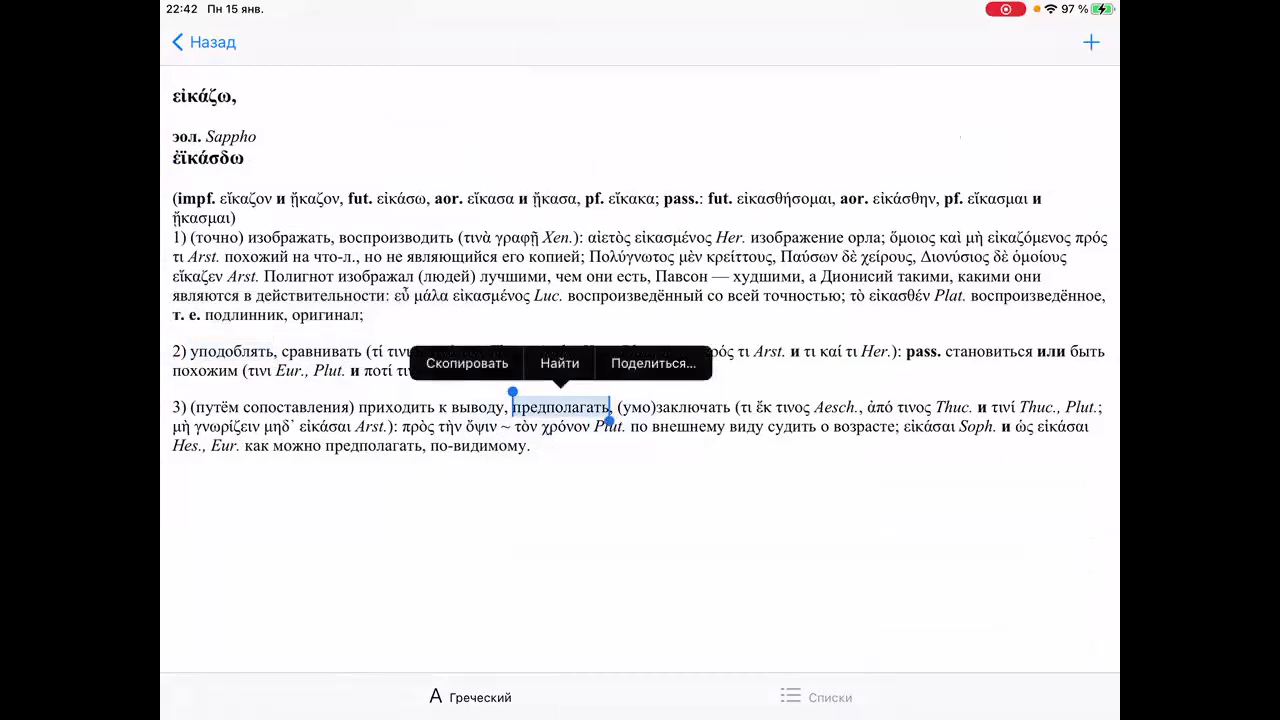 22:42 Пн 15 янв.
97 %
Назад
εἰκάζω,
эол. Sappho
ἐϊκάσδω
(impf. εἴκαζον и ᾔκαζον, fut. εἰκάσω, aor. εἴκασα и ᾔκασα, pf. εἴκακα; pass.: fut. εἰκασθήσομαι, aor. εἰκάσθην, pf. εἴκασμαι и
ᾔκασμαι)
1) (точно) изображать, воспроизводить (τινὰ γραφῇ Xen.): αἰετὸς εἰκασμένος Her. изображение орла; ὅμοιος καὶ μὴ εἰκαζόμενος πρός
τι Arst. похожий на что-л., но не являющийся его копией; Πολύγνωτος μὲν κρείττους, Παύσων δὲ χείρους, Διονύσιος δὲ ὁμοίους
εἴκαζεν Arst. Полигнот изображал (людей) лучшими, чем они есть, Павсон — худшими, а Дионисий такими, какими они
являются в действительности: εὖ μάλα εἰκασμένος Luc. воспроизведённый со всей точностью; τὸ εἰκασθέν Plat. воспроизведённое,
т. е. подлинник, оригинал;
2) уподоблять, сравнивать (τί τινι Скопировать Найти Поделиться... πρός τι Arst. и τι καί τι Her.): pass. становиться или быть
похожим (τινι Eur., Plut. и ποτί
3) (путём сопоставления) приходить к выводу, предполагать, (умо)заключать (τι ἔκ τινος Aesch., ἀπό τινος Thuc. и τινί Thuc., Plut.;
μὴ γνωρίζειν μηδ᾽ εἰκάσαι Arst.): πρὸς τὴν ὄψιν ~ τὸν χρόνον Plut. по внешнему виду судить о возрасте; εἰκάσαι Soph. и ὡς εἰκάσαι
Hes., Eur. как можно предполагать, по-видимому.
A Греческий Списки